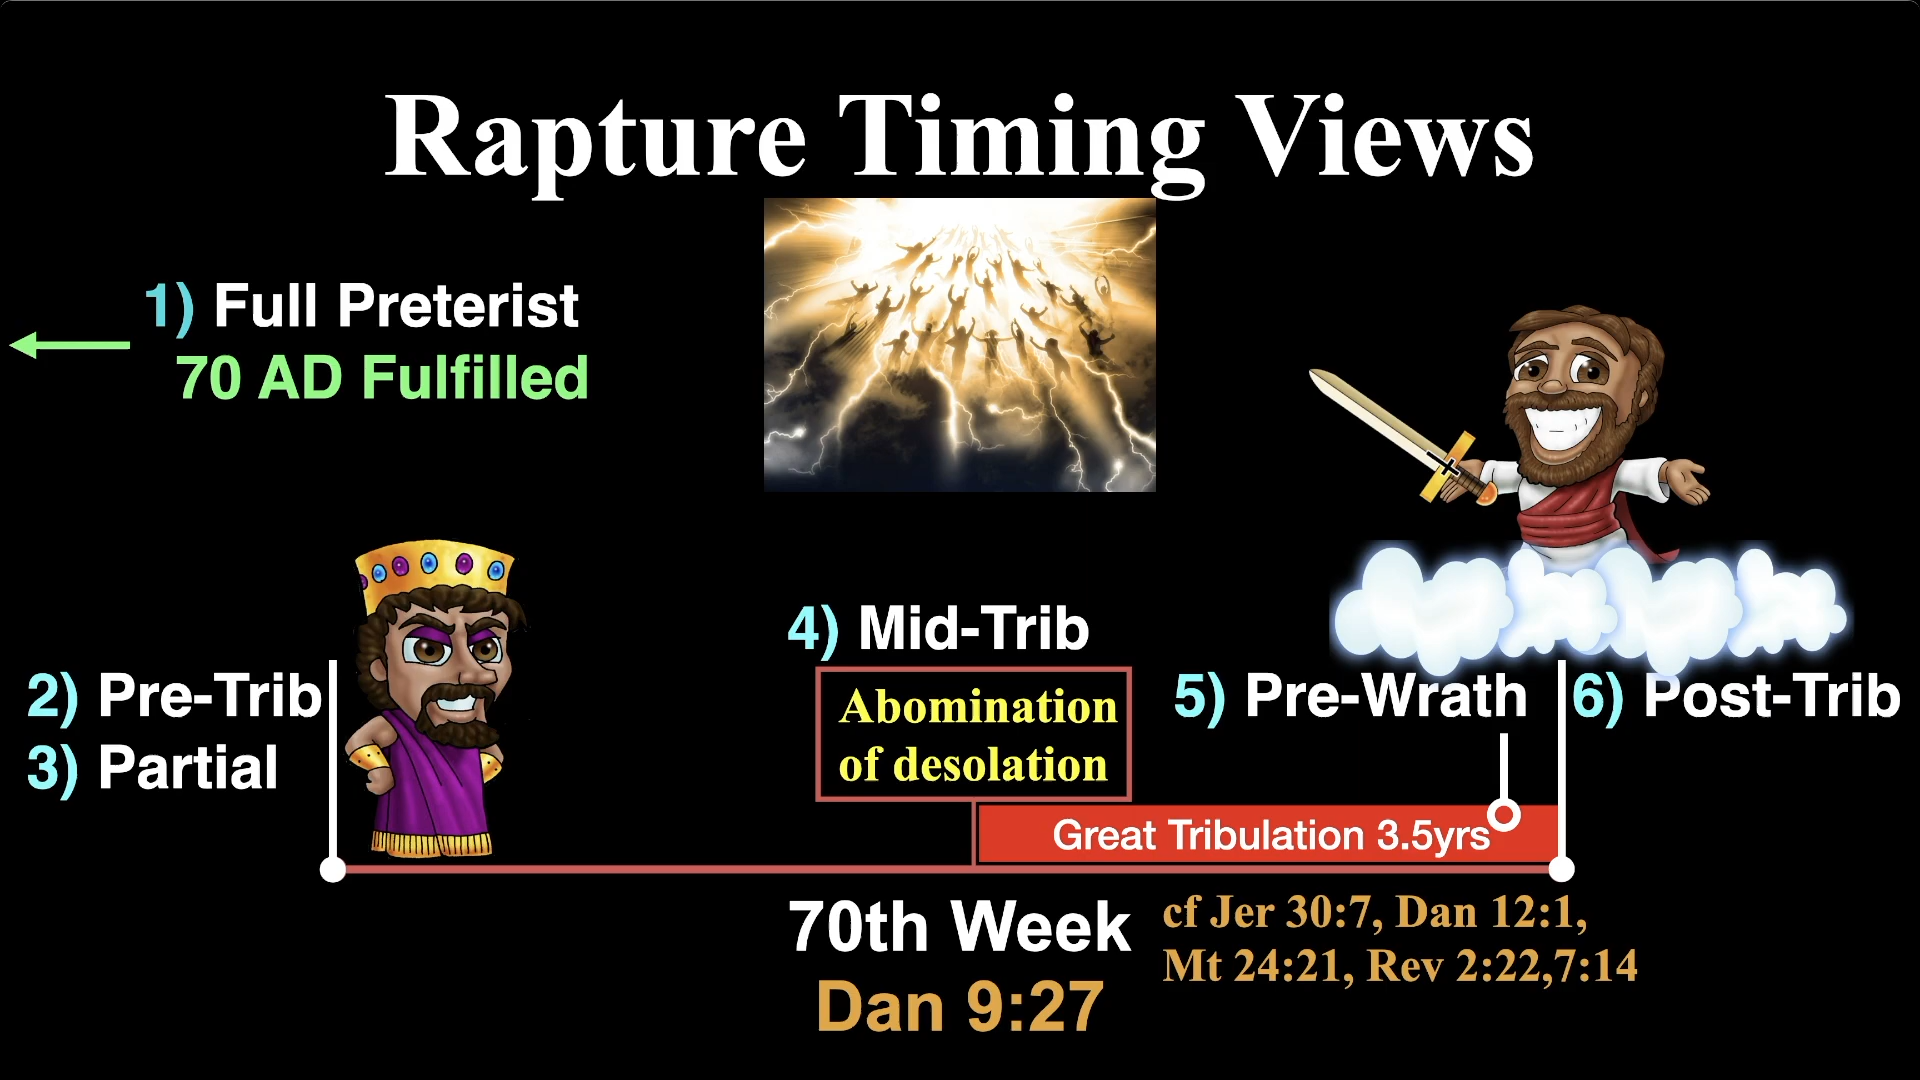 Rapture Timing Views
1) Full Preterist
70 AD Fulfilled
2) Pre-Trib
3) Partial
4) Mid-Trib
Abomination
of desolation
5) Pre-Wrath
6) Post-Trib
Great Tribulation 3.5yrs
70th Week
Dan 9:27
cf Jer 30:7, Dan 12:1,
Mt 24:21, Rev 2:22,7:14